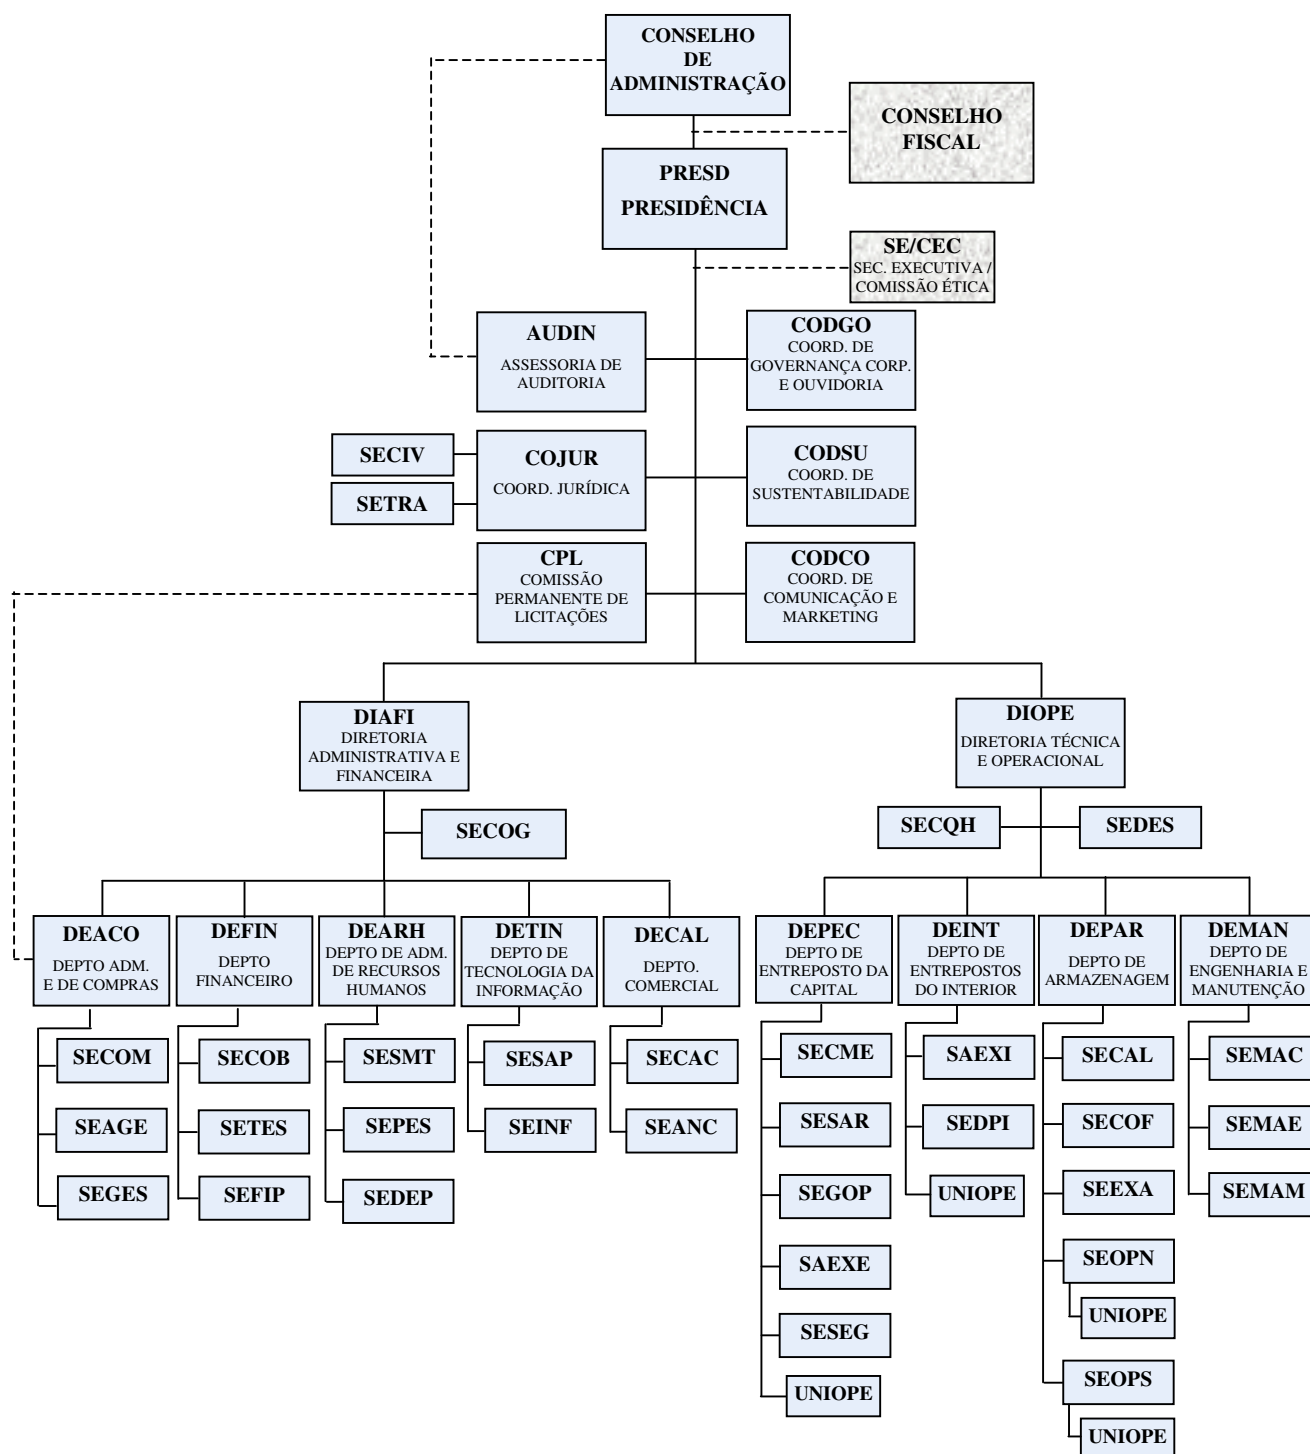 CONSELHO
DE
ADMINISTRAÇÃO
CONSELHO
FISCAL
PRESD
PRESIDÊNCIA
SE/CEC
SEC. EXECUTIVA /
COMISSÃO ÉTICA
AUDIN
ASSESSORIA DE
AUDITORIA
CODGO
COORD. DE
GOVERNANÇA CORP.
E OUVIDORIA
SECIV
SETRA
COJUR
COORD. JURÍDICA
CODSU
COORD. DE
SUSTENTABILIDADE
CPL
COMISSÃO
PERMANENTE DE
LICITAÇÕES
CODCO
COORD. DE
COMUNICAÇÃO E
MARKETING
DIAFI
DIRETORIA
ADMINISTRATIVA E
FINANCEIRA
DIOPE
DIRETORIA TÉCNICA
E OPERACIONAL
SECOG
SECQH
SEDES
DEACO
DEPTO ADM.
E DE COMPRAS
DEFIN
DEPTO
FINANCEIRO
DEARH
DEPTO DE ADM.
DE RECURSOS
HUMANOS
DETIN
DEPTO DE
TECNOLOGIA DA
INFORMAÇÃO
DECAL
DEPTO.
COMERCIAL
DEPEC
DEPTO DE
ENTREPOSTO DA
CAPITAL
DEINT
DEPTO DE
ENTREPOSTOS
DO INTERIOR
DEPAR
DEPTO DE
ARMAZENAGEM
DEMAN
DEPTO DE
ENGENHARIA E
MANUTENÇÃO
SECOM
SEAGE
SEGES
SECOB
SETES
SEFIP
SESMT
SEPES
SEDEP
SESAP
SEINF
SECAC
SEANC
SECME
SESAR
SEGOP
SAEXE
SESEG
UNIOPE
SAEXI
SEDPI
UNIOPE
SECAL
SECOF
SEEXA
SEOPN
UNIOPE
SEOPS
UNIOPE
SEMAC
SEMAE
SEMAM